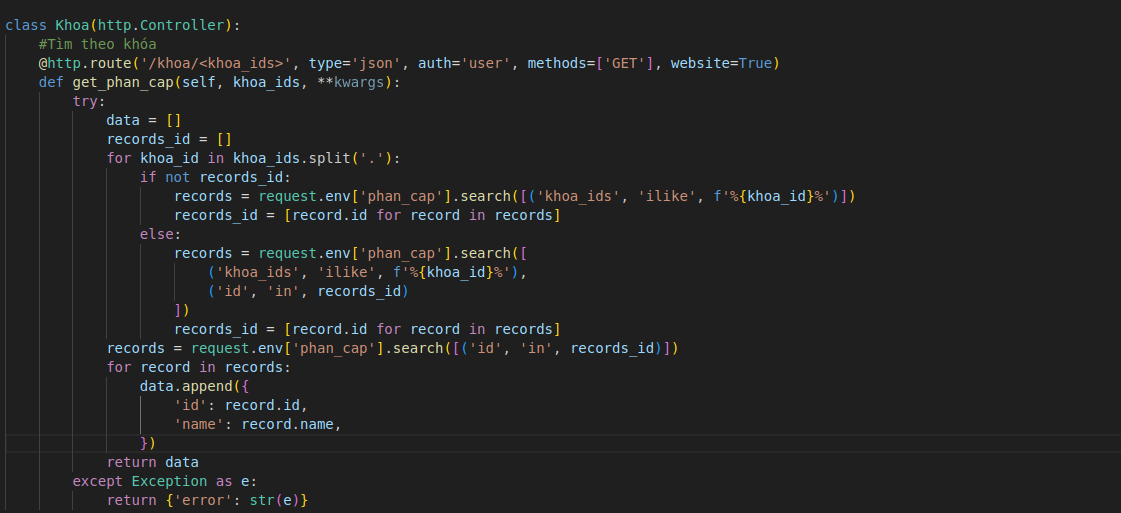 class Khoa(http.Controller):
    #Tìm theo khóa
    @http.route('/khoa/<khoa_ids>', type='json', auth='user', methods=['GET'], website=True)
    def get_phan_cap(self, khoa_ids, **kwargs):
        try:
            data = []
            records_id = []
            for khoa_id in khoa_ids.split('.'):
                if not records_id:
                    records = request.env['phan_cap'].search([('khoa_ids', 'ilike', f'%{khoa_id}%')])
                    records_id = [record.id for record in records]
                else:
                    records = request.env['phan_cap'].search([
                        ('khoa_ids', 'ilike', f'%{khoa_id}%'),
                        ('id', 'in', records_id)
                    ])
                    records_id = [record.id for record in records]
            records = request.env['phan_cap'].search([('id', 'in', records_id)])
            for record in records:
                data.append({
                    'id': record.id,
                    'name': record.name,
                })
            return data
        except Exception as e:
            return {'error': str(e)}